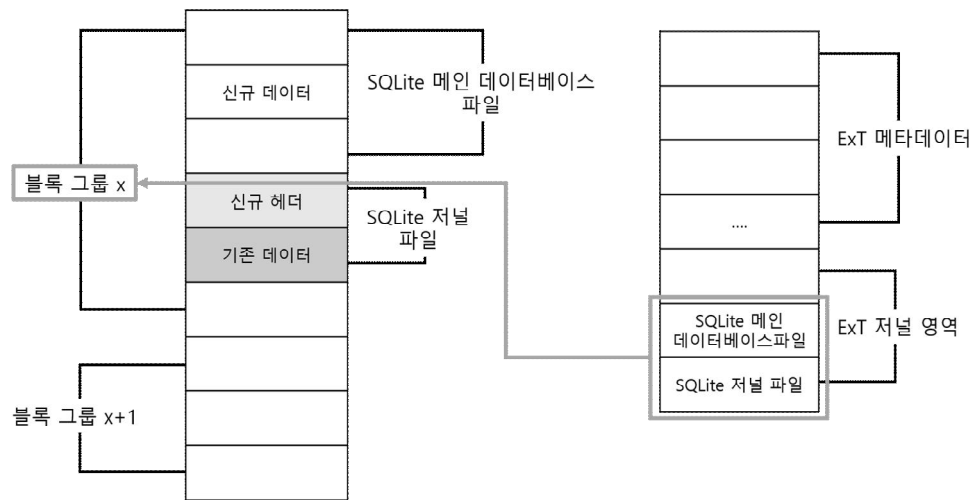 신규 데이터
SQLite 메인 데이터베이스
파일
블록 그룹 x
신규 헤더
기존 데이터
SQLite 저널
파일
블록 그룹 x+1
ExT 메타데이터
....
SQLite 메인
데이터베이스파일
SQLite 저널 파일
ExT 저널 영역